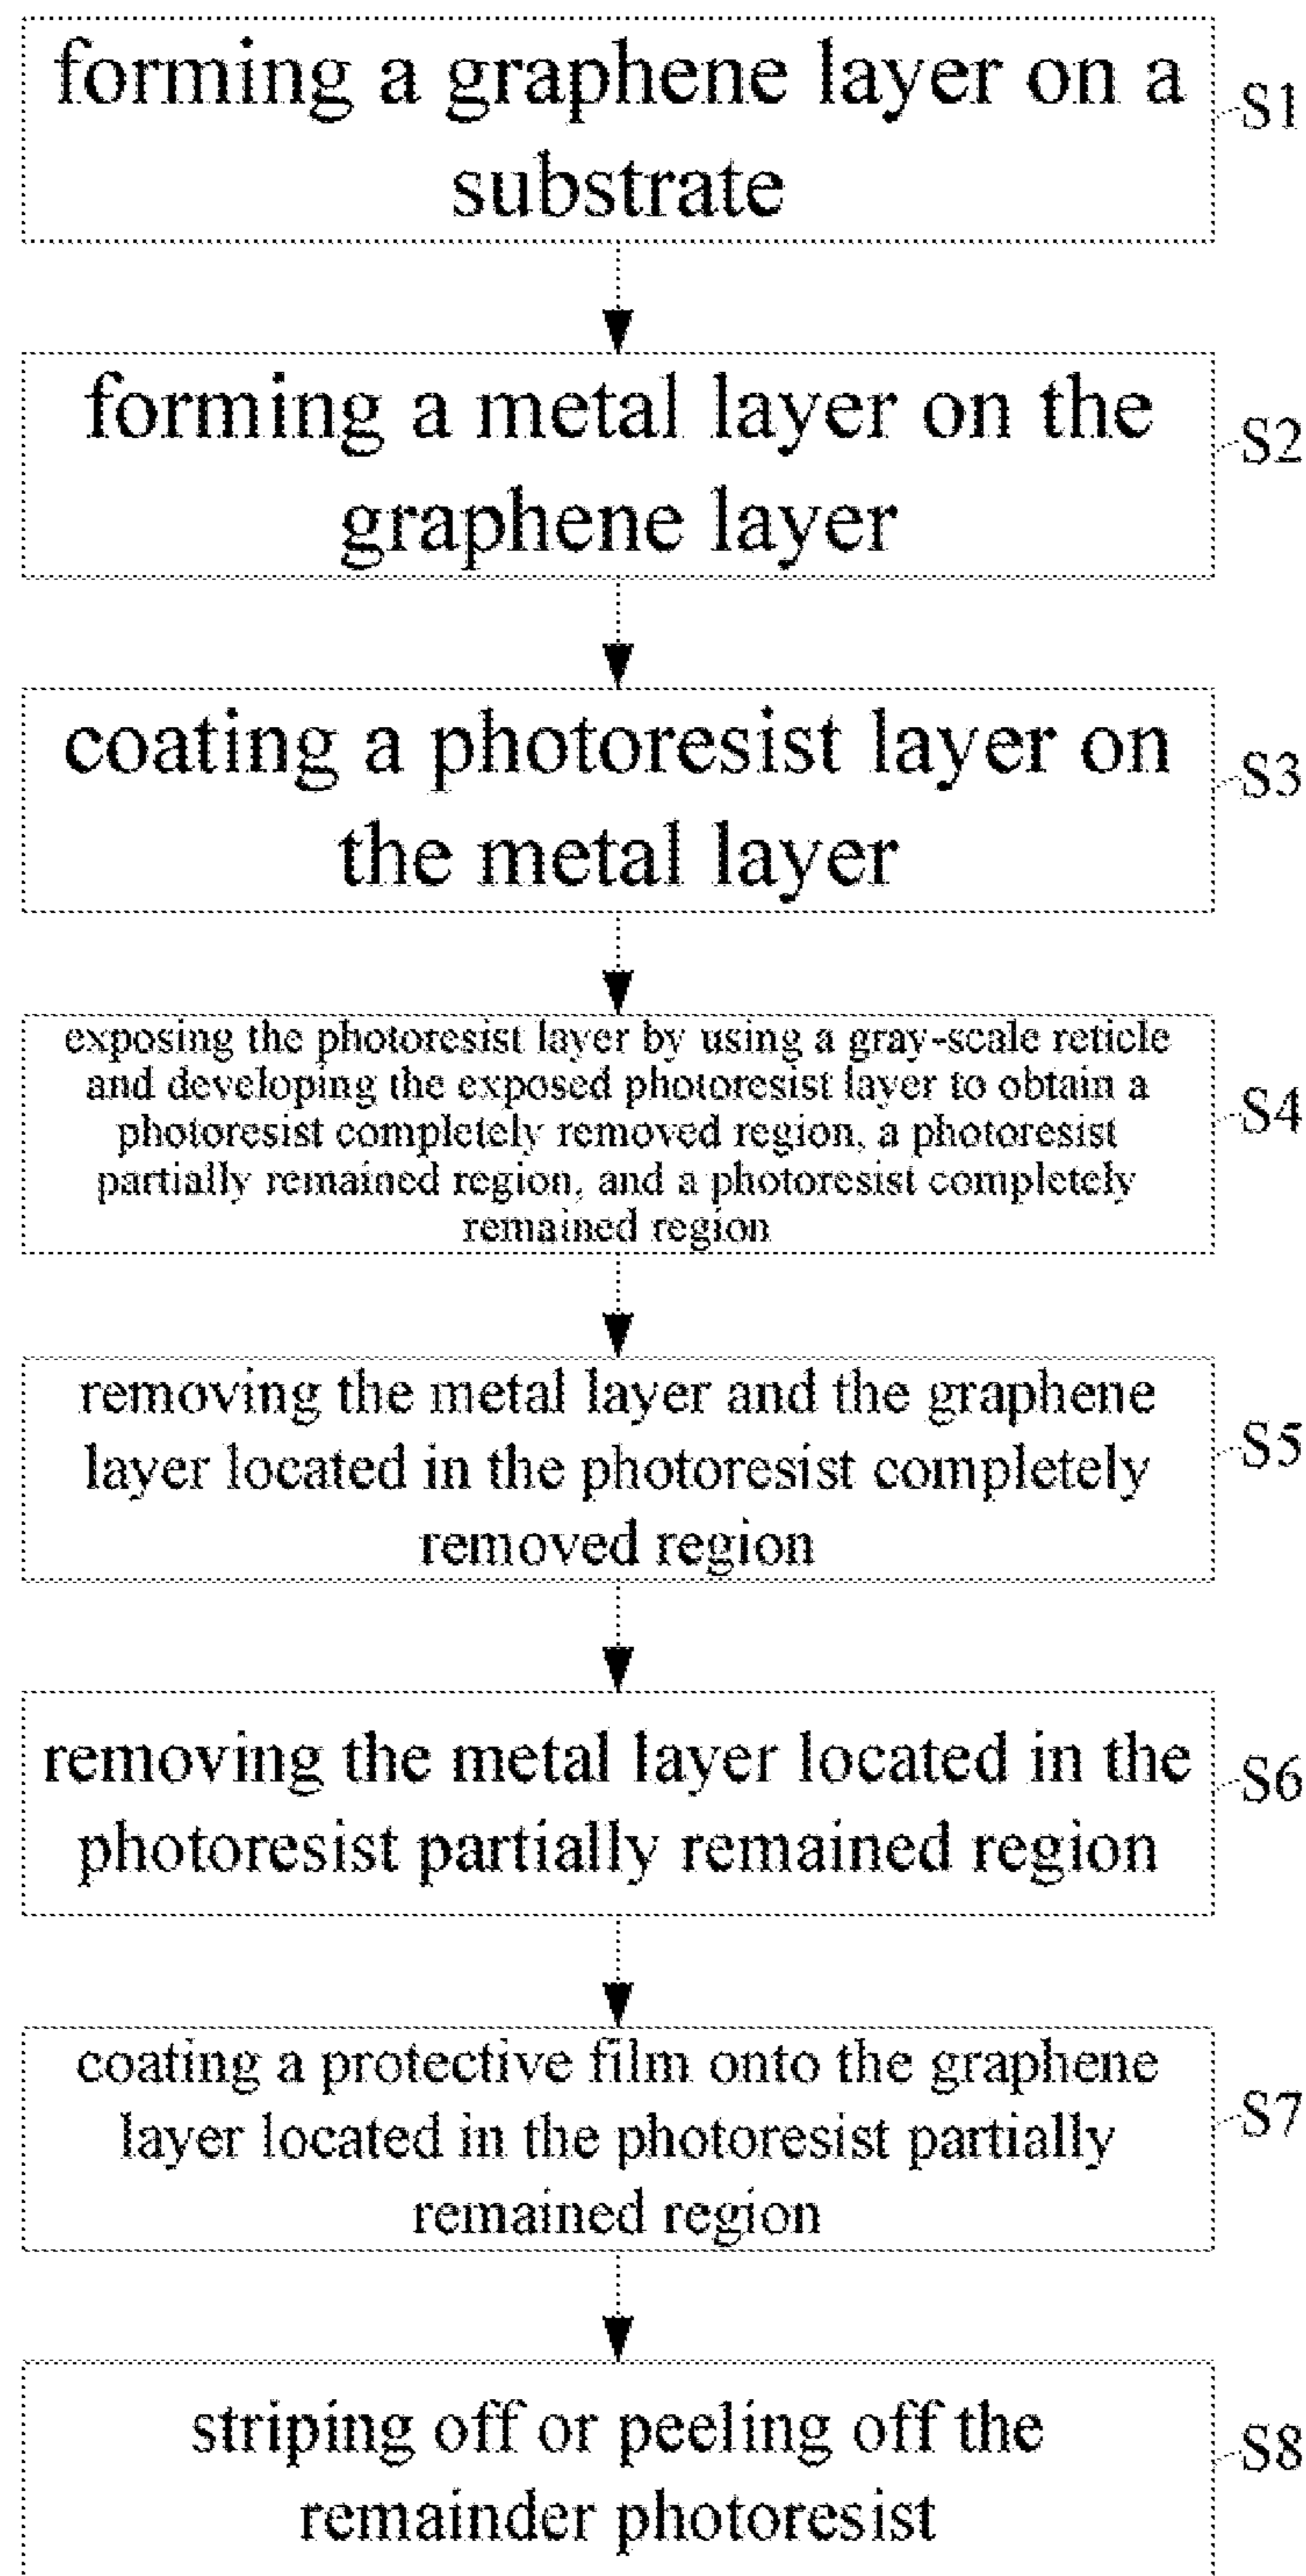 forming a graphene layer on a
substrate
S1
forming a metal layer on the
graphene layer
S2
coating a photoresist layer on
the metal layer
S3
exposing the photoresist layer by using a gray-scale reticle
and developing the exposed photoresist layer to obtain a
photoresist completely removed region, a photoresist
partially remained region, and a photoresist completely
remained region
S4
removing the metal layer and the graphene
layer located in the photoresist completely
removed region
S5
removing the metal layer located in the
photoresist partially remained region
S6
coating a protective film onto the graphene
layer located in the photoresist partially
remained region
S7
striping off or peeling off the
remainder photoresist
S8